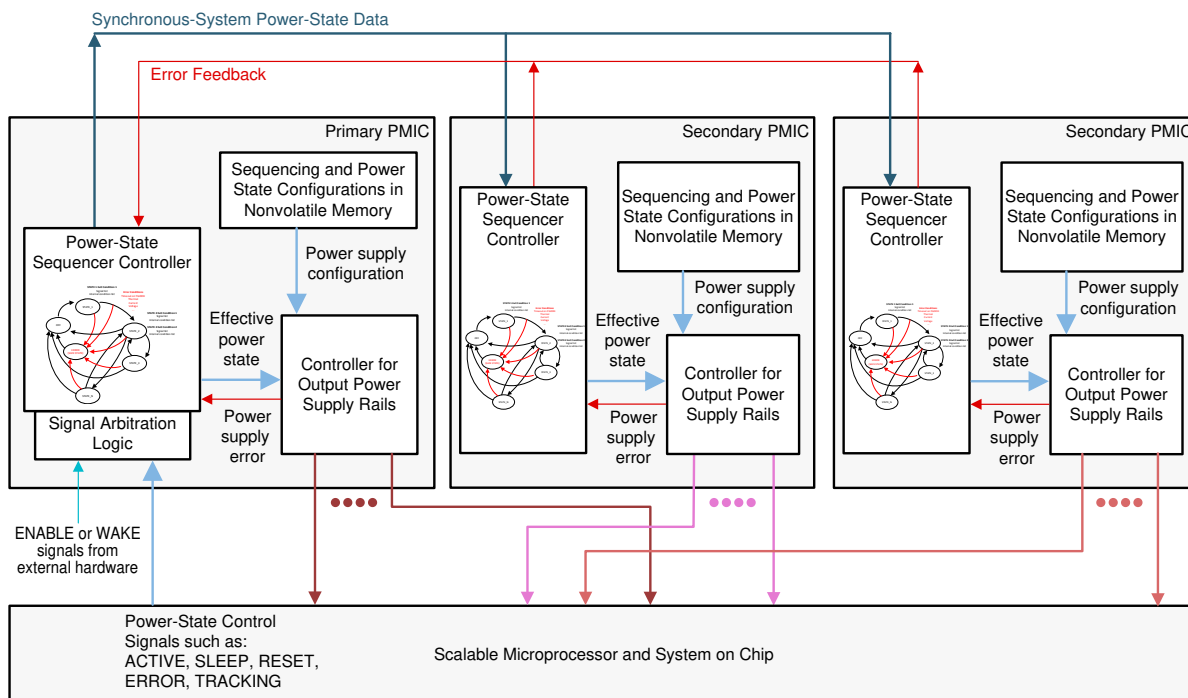 Synchronous-System Power-State Data
Error Feedback
Primary PMIC
Sequencing and Power
State Configurations in
Nonvolatile Memory
Power-State
Sequencer Controller
Power supply
configuration
Effective
power
state
Controller for
Output Power
Supply Rails
Power
supply
error
Signal Arbitration
Logic
ENABLE or WAKE
signals from
external hardware
Secondary PMIC
Power-State
Sequencer
Controller
Sequencing and Power
State Configurations in
Nonvolatile Memory
Power supply
configuration
Effective
power
state
Controller for
Output Power
Supply Rails
Power
supply
error
Secondary PMIC
Power-State
Sequencer
Controller
Sequencing and Power
State Configurations in
Nonvolatile Memory
Power supply
configuration
Effective
power
state
Controller for
Output Power
Supply Rails
Power
supply
error
Power-State Control
Signals such as:
ACTIVE, SLEEP, RESET,
ERROR, TRACKING
Scalable Microprocessor and System on Chip